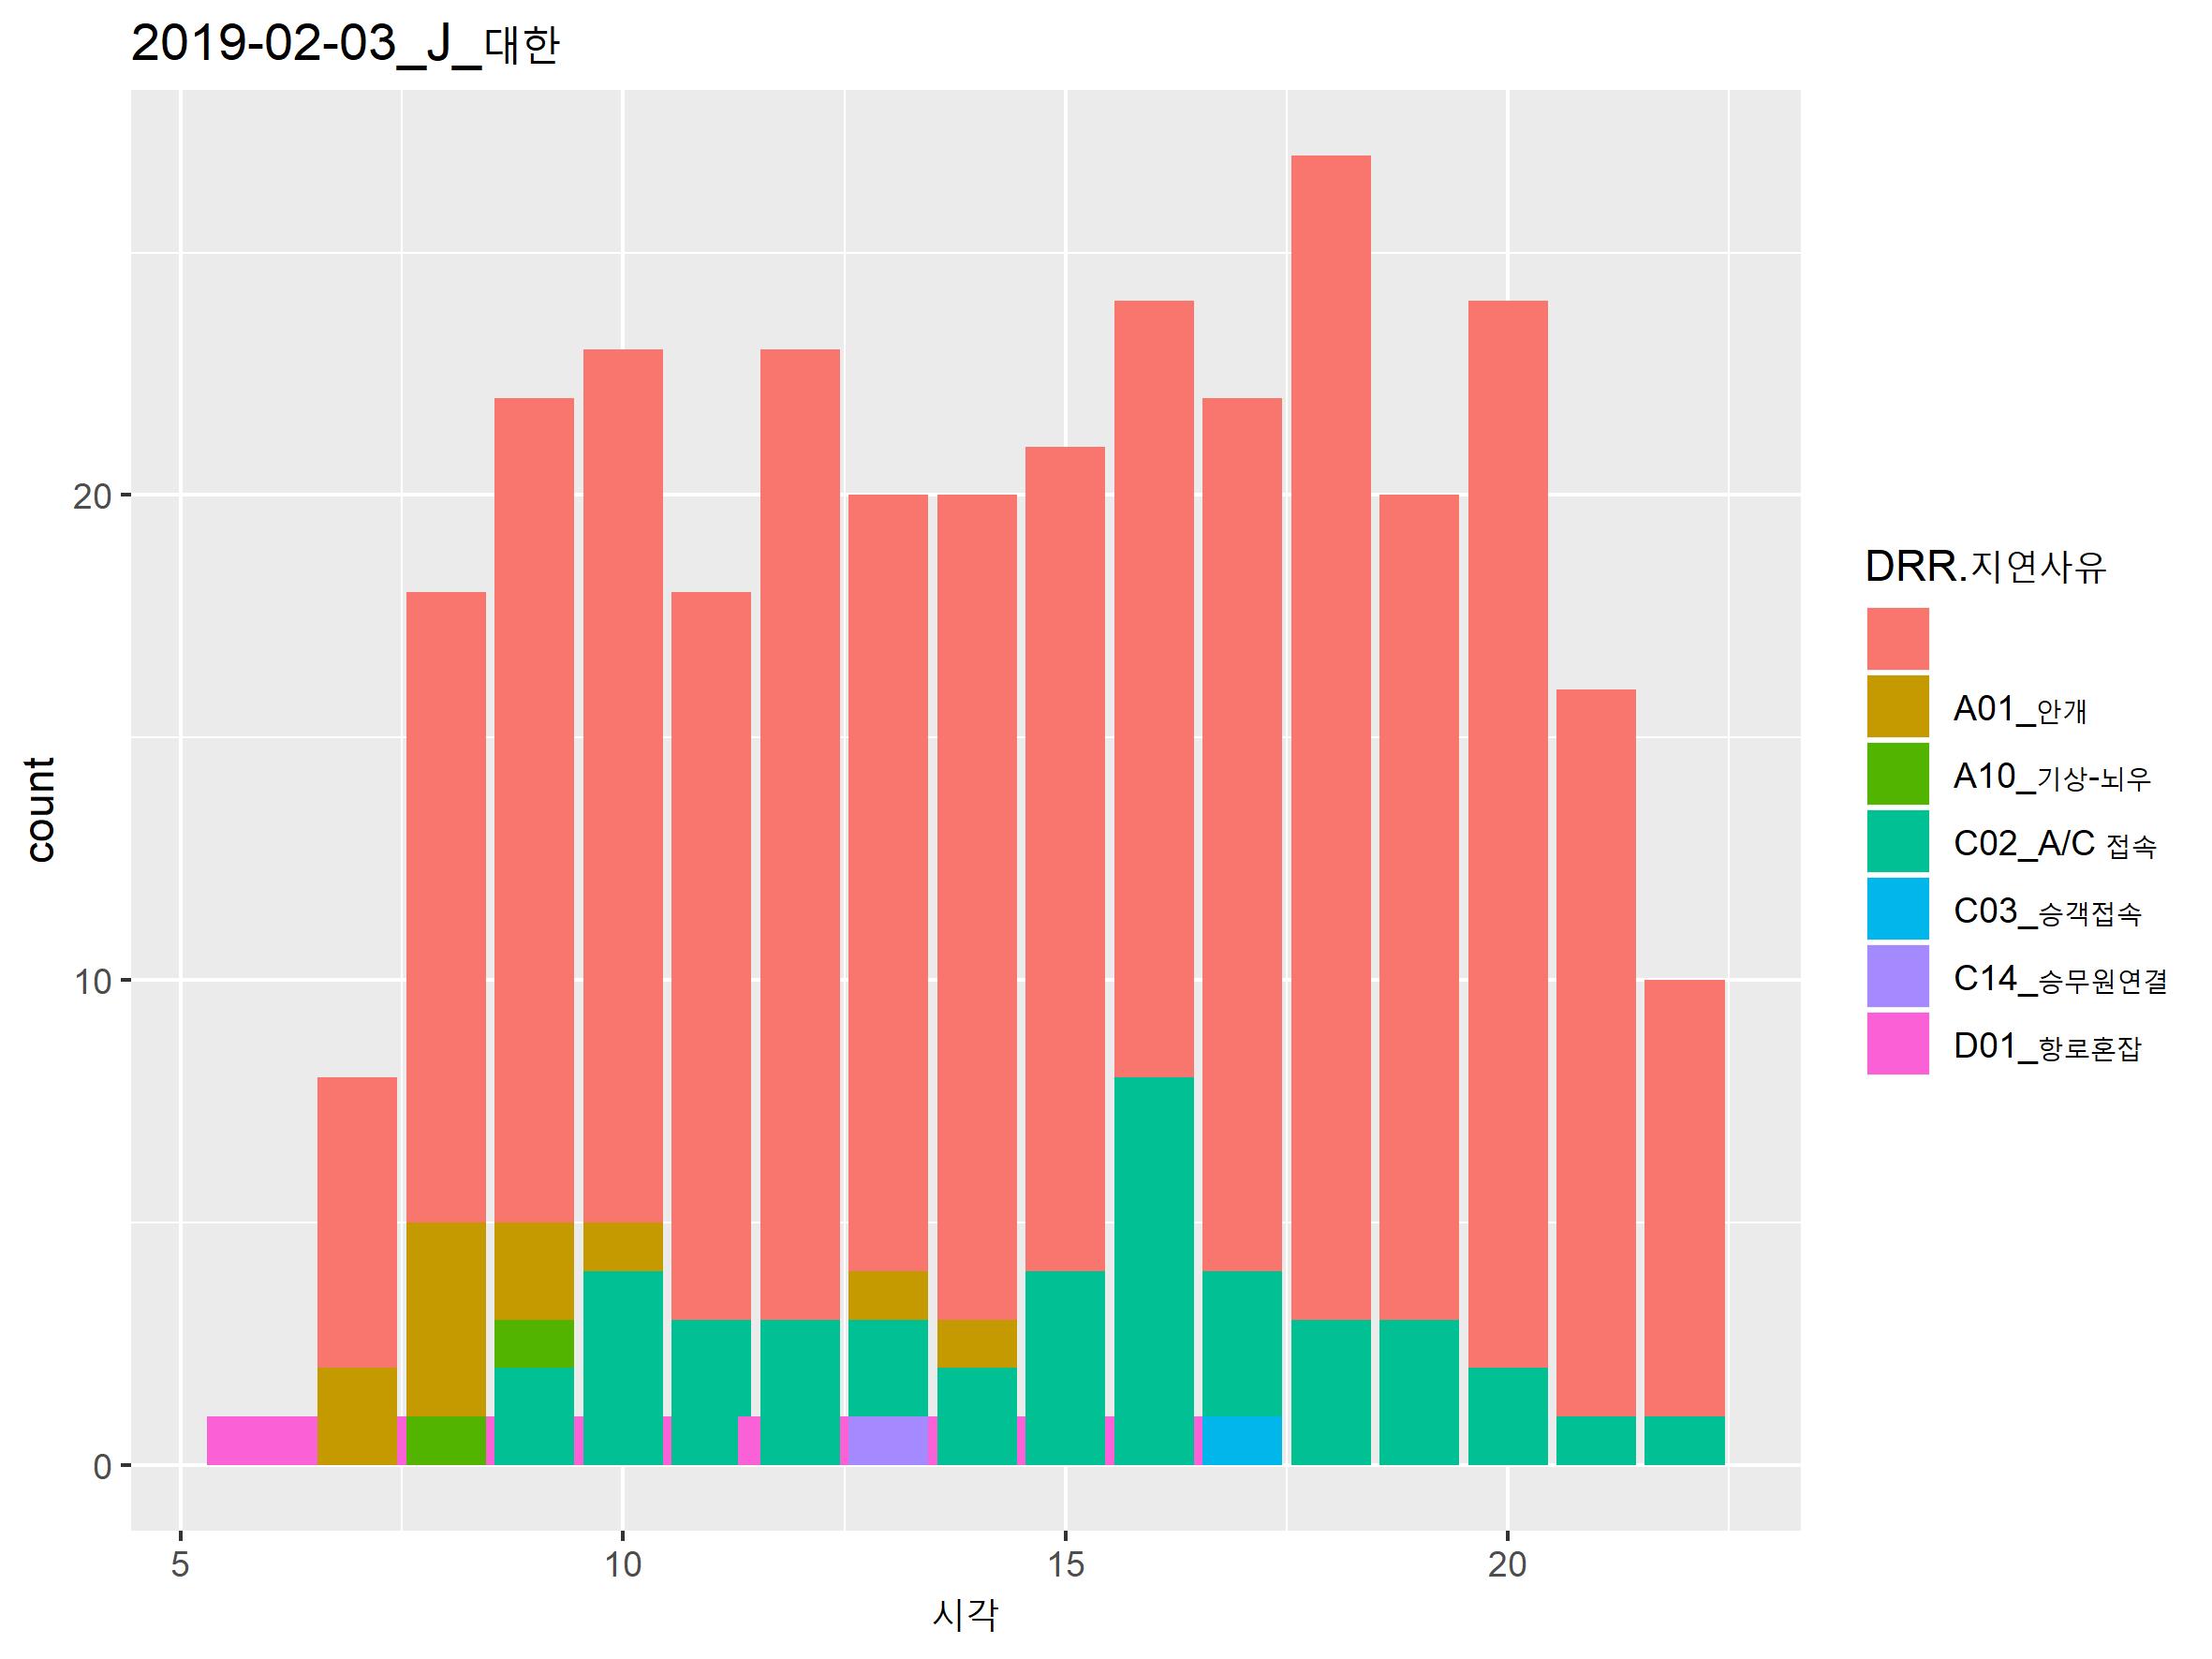 2019-02-03_J_대한
count
20
10
0
5 10 15 20
시각
DRR.지연사유
A01_안개
A10_기상-뇌우
C02_A/C 접속
C03_승객접속
C14_승무원연결
D01_항로혼잡